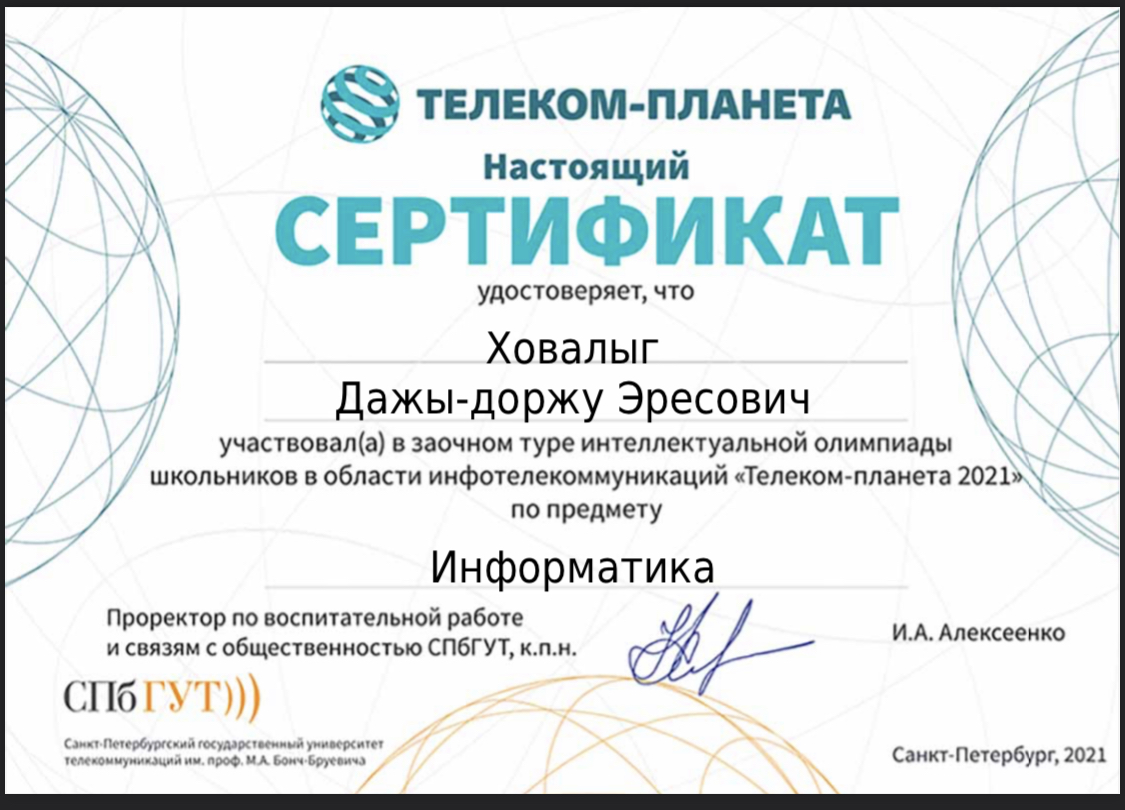 ТЕЛЕКОМ-ПЛАНЕТА
Настоящий
СЕРТИФИКАТ
удостоверяет, что
Ховалыг
Дажы-доржу Эресович
участвовал(а) в заочном туре интеллектуальной олимпиады
школьников в области инфотелекоммуникаций «Телеком-планета 2021»
по предмету
Информатика
Проректор по воспитательной работе
и связям с общественностью СПбГУТ, к.п.н.
И.А. Алексеенко
СПбГУТ)))
Санкт-Петербургский государственный университет
телекоммуникаций им. проф. М.А. Бонч-Бруевича
Санкт-Петербург, 2021